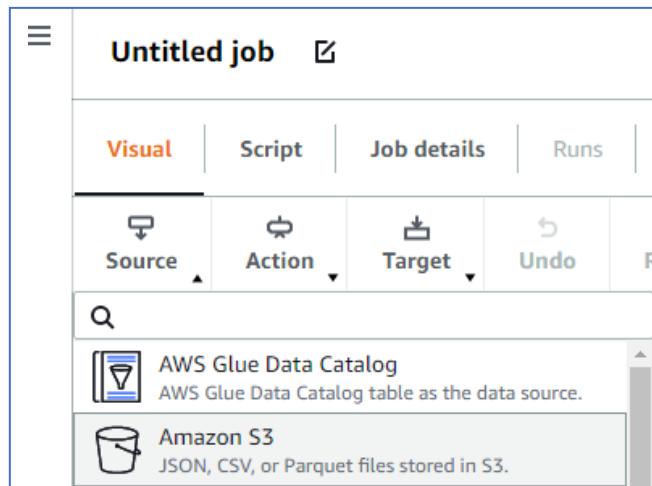 Untitled job
Visual Script Job details Runs
Source Action Target Undo
AWS Glue Data Catalog
AWS Glue Data Catalog table as the data source.
Amazon S3
JSON, CSV, or Parquet files stored in S3.